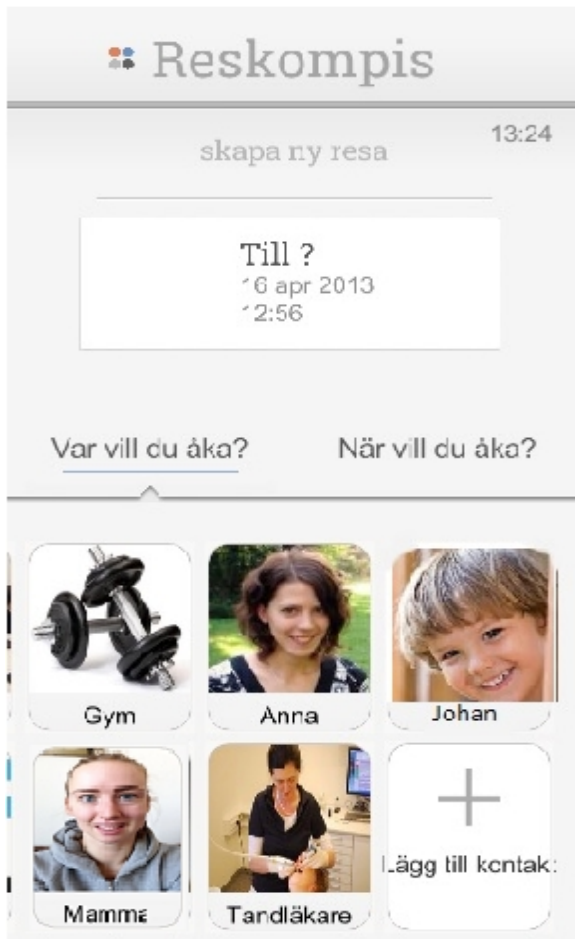 Reskompis
13:24
skapa ny resa
Till ?
16 apr 2013
12:56
Var vill du åka?
När vill du åka?
Gym
Anna
Johan
Mamma
Tandläkare
Lägg till kontak